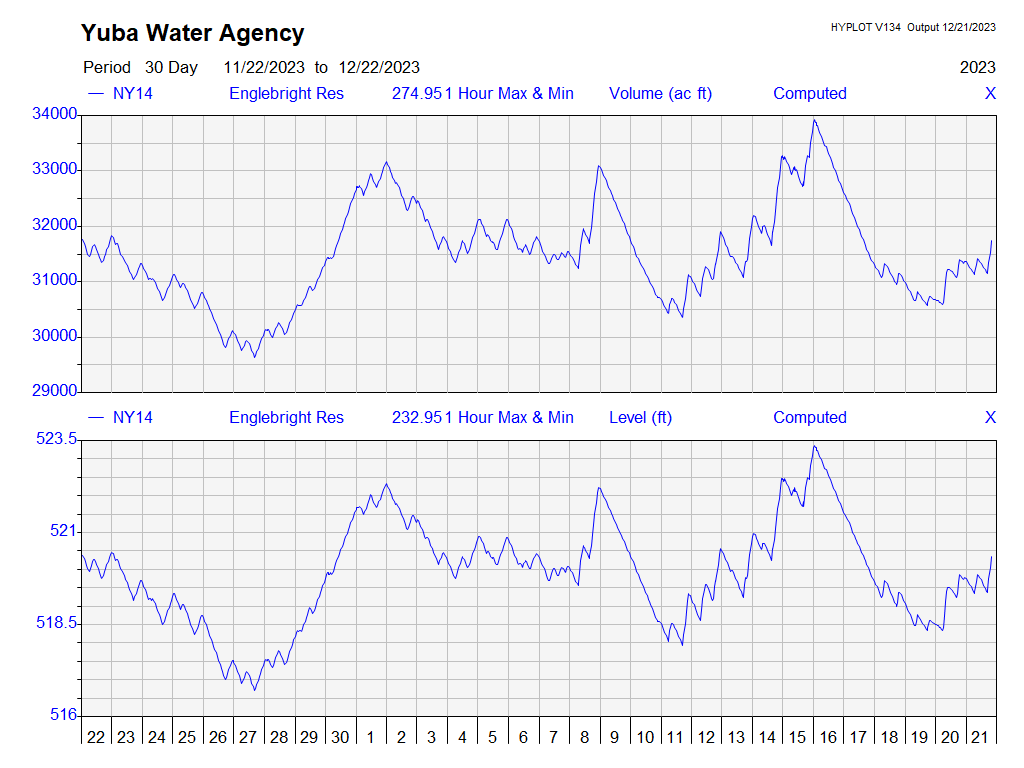 Yuba Water Agency
HYPLOT V134 Output 12/21/2023
Period 30 Day 11/22/2023 to 12/22/2023 2023
— NY14 Englebright Res 274.951 Hour Max & Min Volume (ac ft) Computed X
34000
33000
32000
31000
30000
29000
— NY14 Englebright Res 232.951 Hour Max & Min Level (ft) Computed X
523.5
521
518.5
516
22 23 24 25 26 27 28 29 30 1 2 3 4 5 6 7 8 9 10 11 12 13 14 15 16 17 18 19 20 21